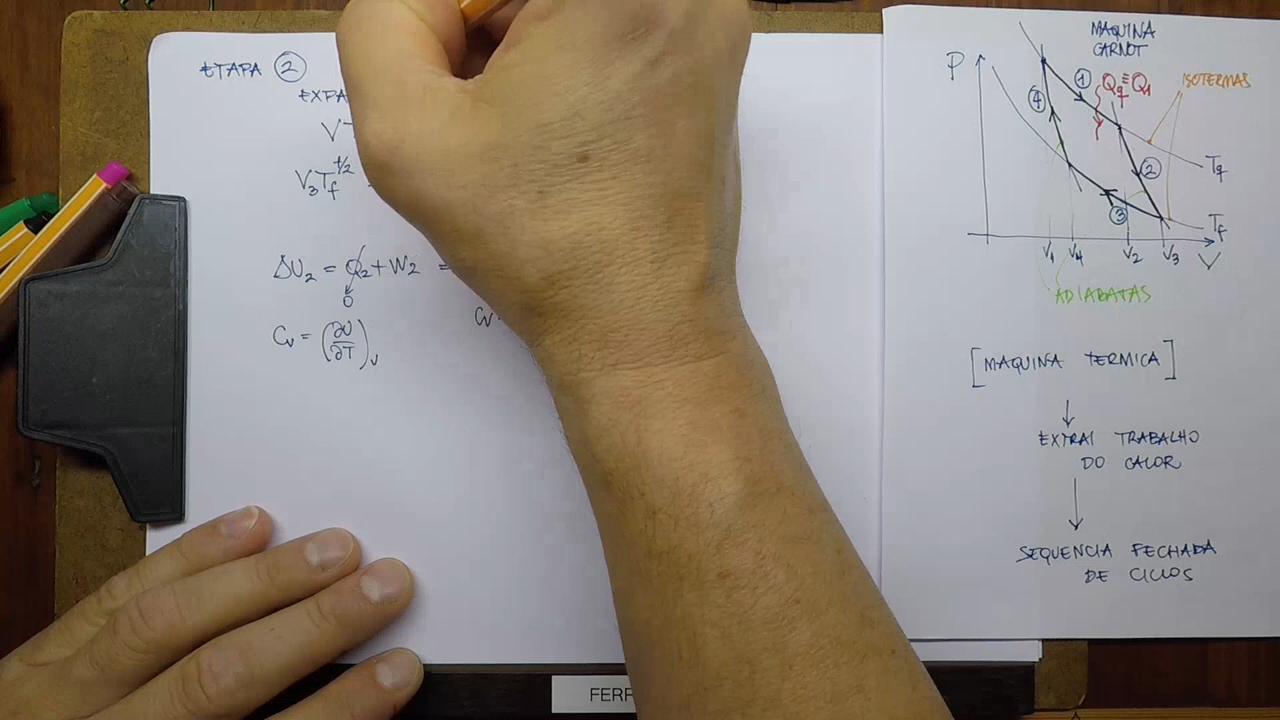 ETAPA ②
EXPA
V
V₃T_f^{f/2}
ΔU₂ = Q₂ + W₂ =
0
C_V = (∂U/∂T)_V
C_V
MAQUINA
CARNOT
P
①
Q_q ≡ Q₁
ISOTERMAS
④
②
T_q
③
T_f
V₁ V₄ V₂ V₃ V
ADIABATAS
[MAQUINA TERMICA]
↓
EXTRAI TRABALHO
DO CALOR
↓
SEQUENCIA FECHADA
DE CICLOS
FERF